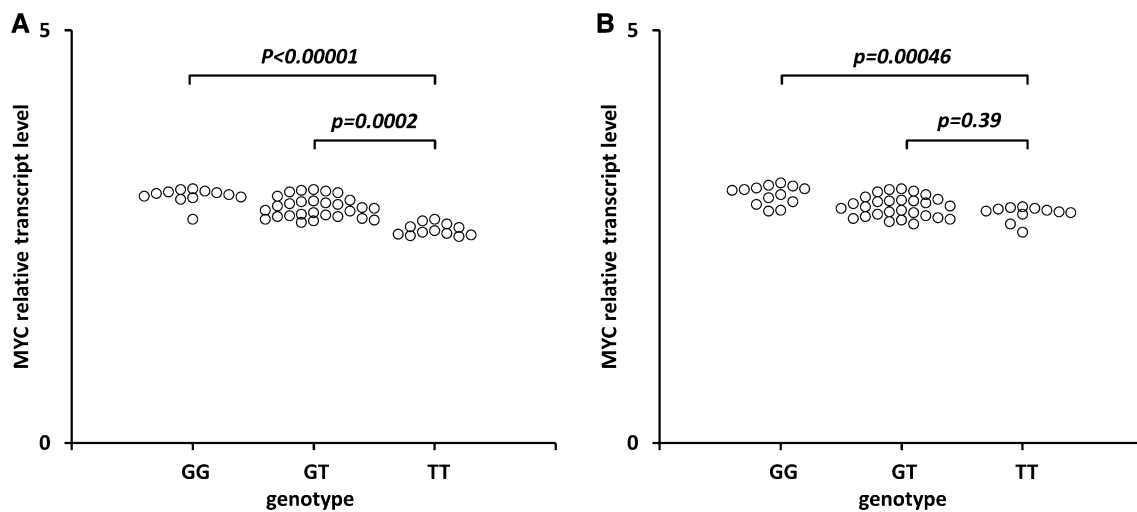 A
5
P<0.00001
p=0.0002
MYC relative transcript level
0
GG GT TT
genotype
B
5
p=0.00046
p=0.39
MYC relative transcript level
0
GG GT TT
genotype